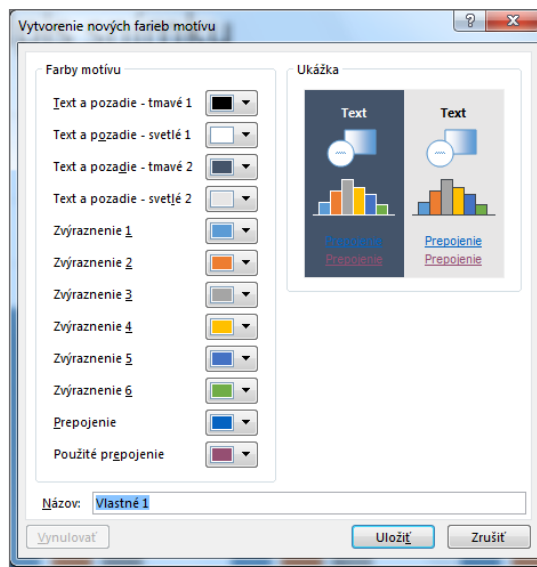 Vytvorenie nových farieb motívu
Farby motívu
Text a pozadie - tmavé 1
Text a pozadie - svetlé 1
Text a pozadie - tmavé 2
Text a pozadie - svetlé 2
Zvýraznenie 1
Zvýraznenie 2
Zvýraznenie 3
Zvýraznenie 4
Zvýraznenie 5
Zvýraznenie 6
Prepojenie
Použité prepojenie
Ukážka
Text Text
Prepojenie Prepojenie
Prepojenie Prepojenie
Názov: Vlastné 1
Vynulovať Uložiť Zrušiť